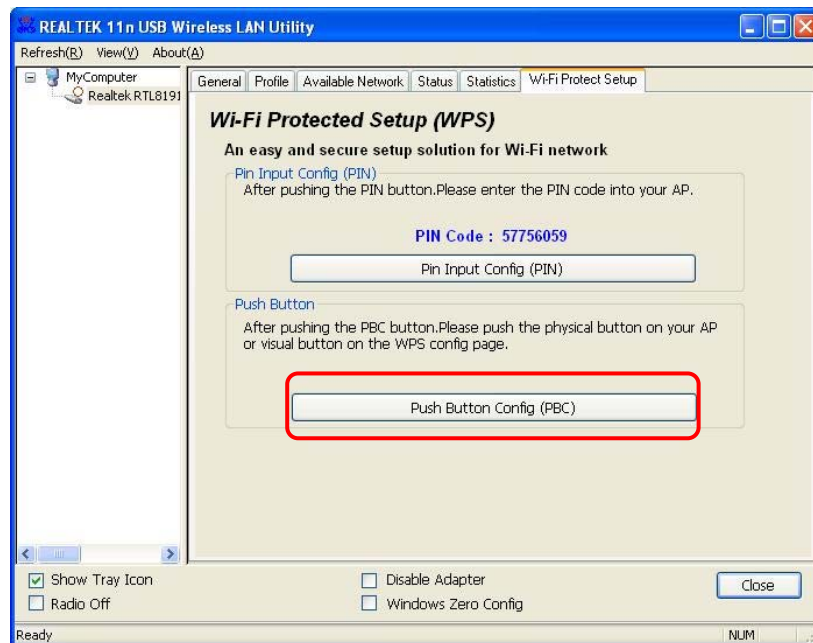 REALTEK 11n USB Wireless LAN Utility
Refresh(R) View(V) About(A)
MyComputer
Realtek RTL8191
General Profile Available Network Status Statistics Wi-Fi Protect Setup
Wi-Fi Protected Setup (WPS)
An easy and secure setup solution for Wi-Fi network
Pin Input Config (PIN)
After pushing the PIN button.Please enter the PIN code into your AP.
PIN Code : 57756059
Pin Input Config (PIN)
Push Button
After pushing the PBC button.Please push the physical button on your AP
or visual button on the WPS config page.
Push Button Config (PBC)
Show Tray Icon
Disable Adapter
Radio Off
Windows Zero Config
Close
Ready
NUM